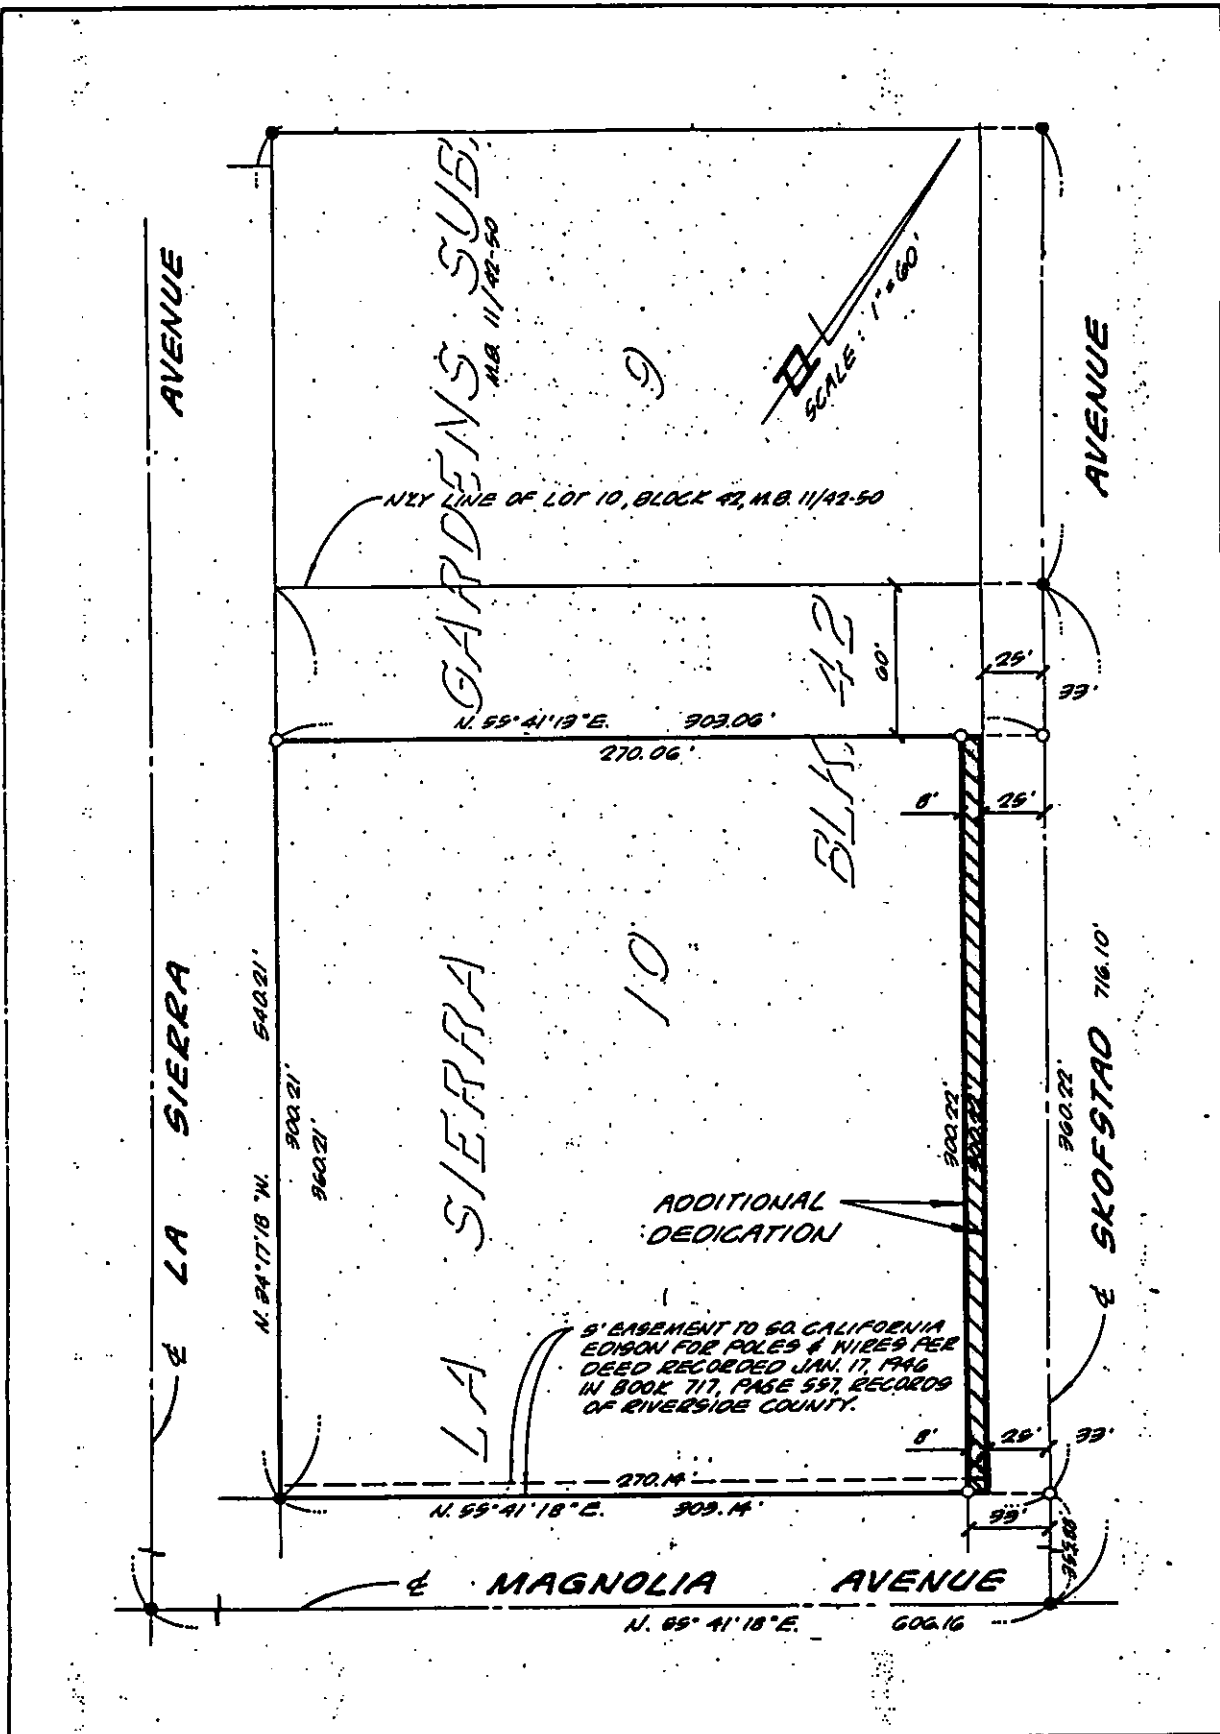 AVENUE
LA SIERRA
GARDENS SUB.
M.B. 11/42-50
9
SCALE: 1"=60'
AVENUE
N'LY LINE OF LOT 10, BLOCK 42, M.B. 11/42-50
BLK. 42
60'
25'
33'
N. 55°41'13"E. 303.06'
270.06'
8'
25'
10
N. 34°17'18"W. 540.21'
300.21'
360.21'
LA SIERRA
300.22'
300.22'
360.22'
SKOFSTAD 716.10'
ADDITIONAL
DEDICATION
5' EASEMENT TO SO. CALIFORNIA
EDISON FOR POLES & WIRES PER
DEED RECORDED JAN. 17, 1946
IN BOOK 717, PAGE 557, RECORDS
OF RIVERSIDE COUNTY.
8'
25'
33'
270.14'
N. 55°41'18"E. 303.14'
33'
℄ MAGNOLIA AVENUE
N. 55°41'18"E. 606.16